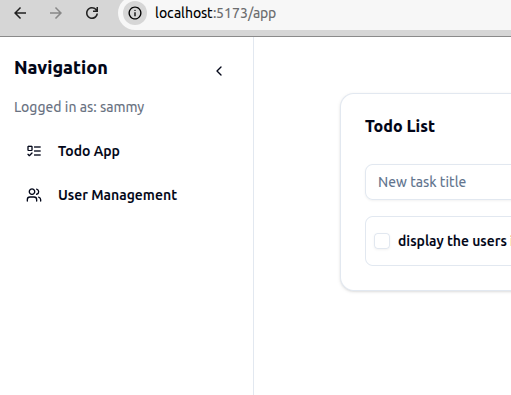 localhost:5173/app
Navigation
Logged in as: sammy
Todo App
User Management
Todo List
New task title
display the users